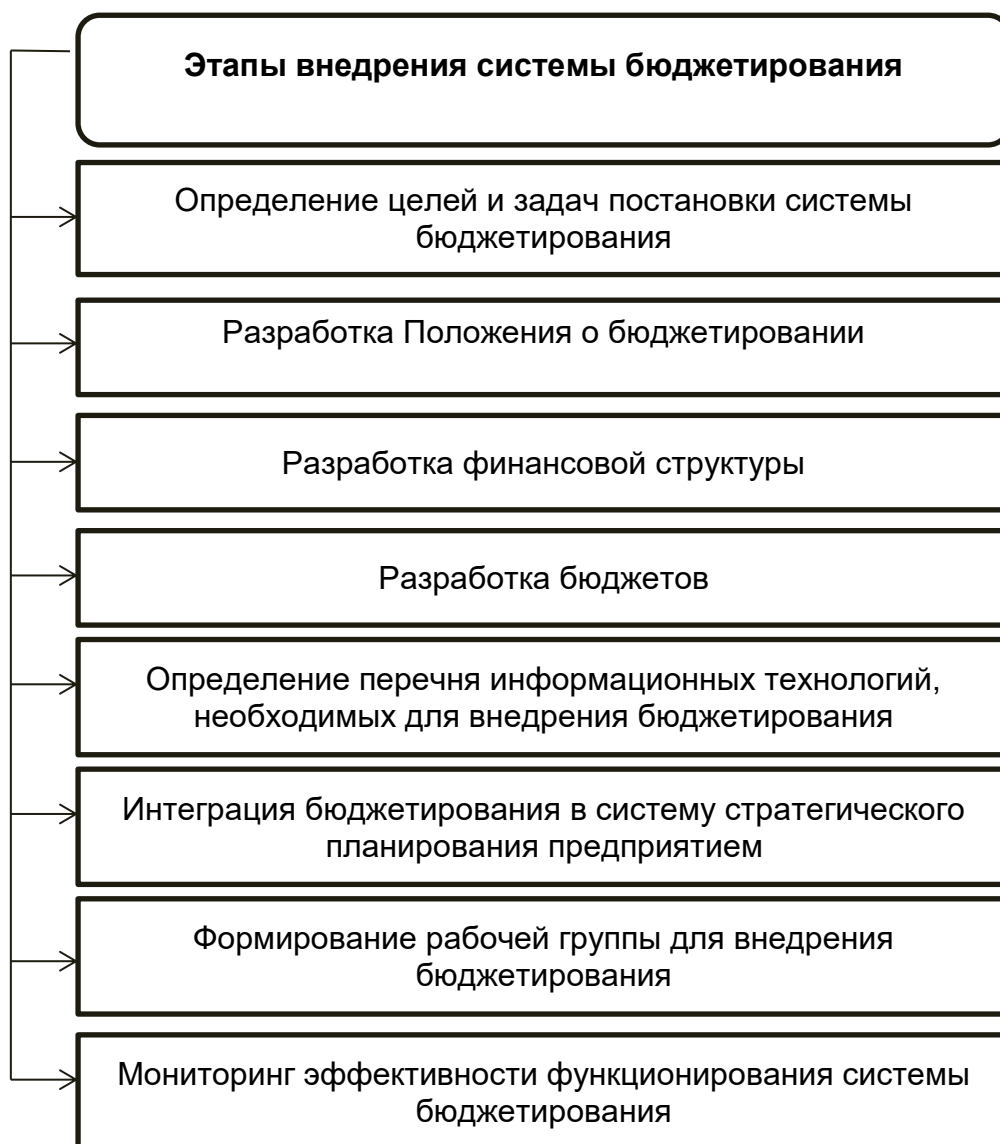 Этапы внедрения системы бюджетирования
Определение целей и задач постановки системы
бюджетирования
Разработка Положения о бюджетировании
Разработка финансовой структуры
Разработка бюджетов
Определение перечня информационных технологий,
необходимых для внедрения бюджетирования
Интеграция бюджетирования в систему стратегического
планирования предприятием
Формирование рабочей группы для внедрения
бюджетирования
Мониторинг эффективности функционирования системы
бюджетирования